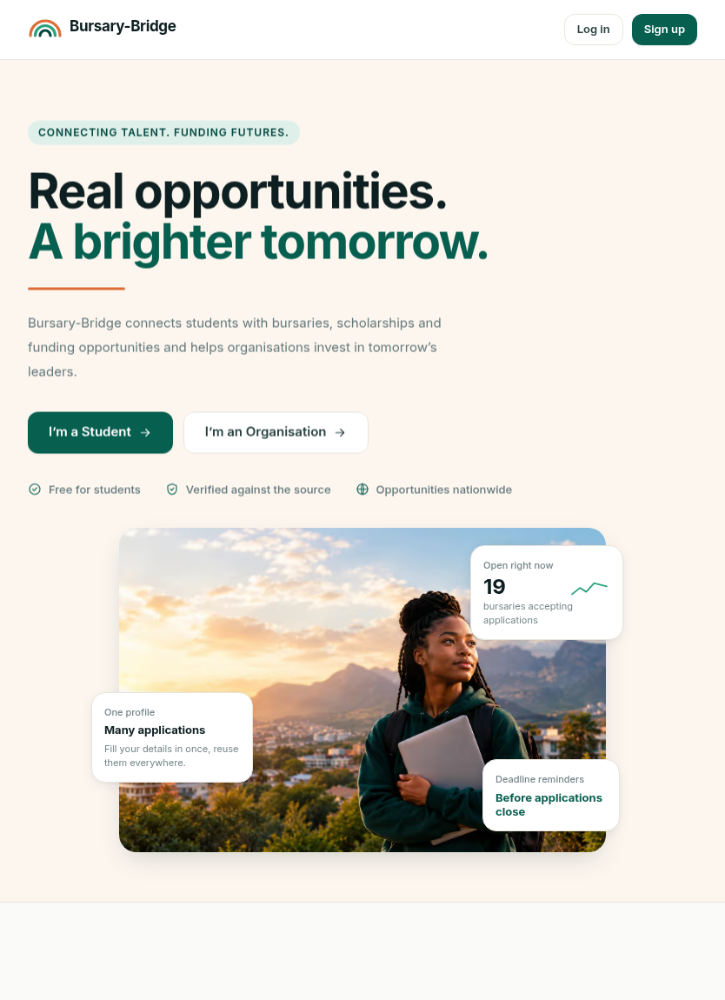 Bursary-Bridge
Log in
Sign up
CONNECTING TALENT. FUNDING FUTURES.
Real opportunities.
A brighter tomorrow.
Bursary-Bridge connects students with bursaries, scholarships and
funding opportunities and helps organisations invest in tomorrow’s
leaders.
I’m a Student →
I’m an Organisation →
Free for students
Verified against the source
Opportunities nationwide
Open right now
19
bursaries accepting
applications
One profile
Many applications
Fill your details in once, reuse
them everywhere.
Deadline reminders
Before applications
close